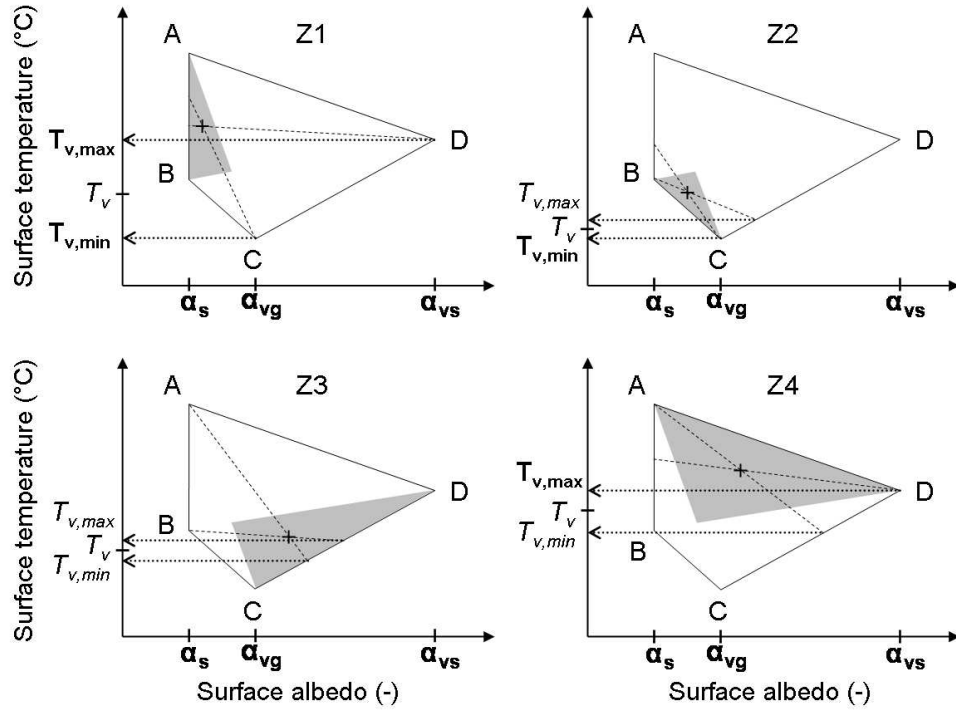 Z1
A
B
C
D
Surface temperature (°C)
T_v,max
T_v
T_v,min
α_s
α_vg
α_vs
Z2
A
B
C
D
T_v,max
T_v
T_v,min
α_s
α_vg
α_vs
Z3
A
B
C
D
Surface temperature (°C)
T_v,max
T_v
T_v,min
α_s
α_vg
α_vs
Surface albedo (-)
Z4
A
B
C
D
T_v,max
T_v
T_v,min
α_s
α_vg
α_vs
Surface albedo (-)